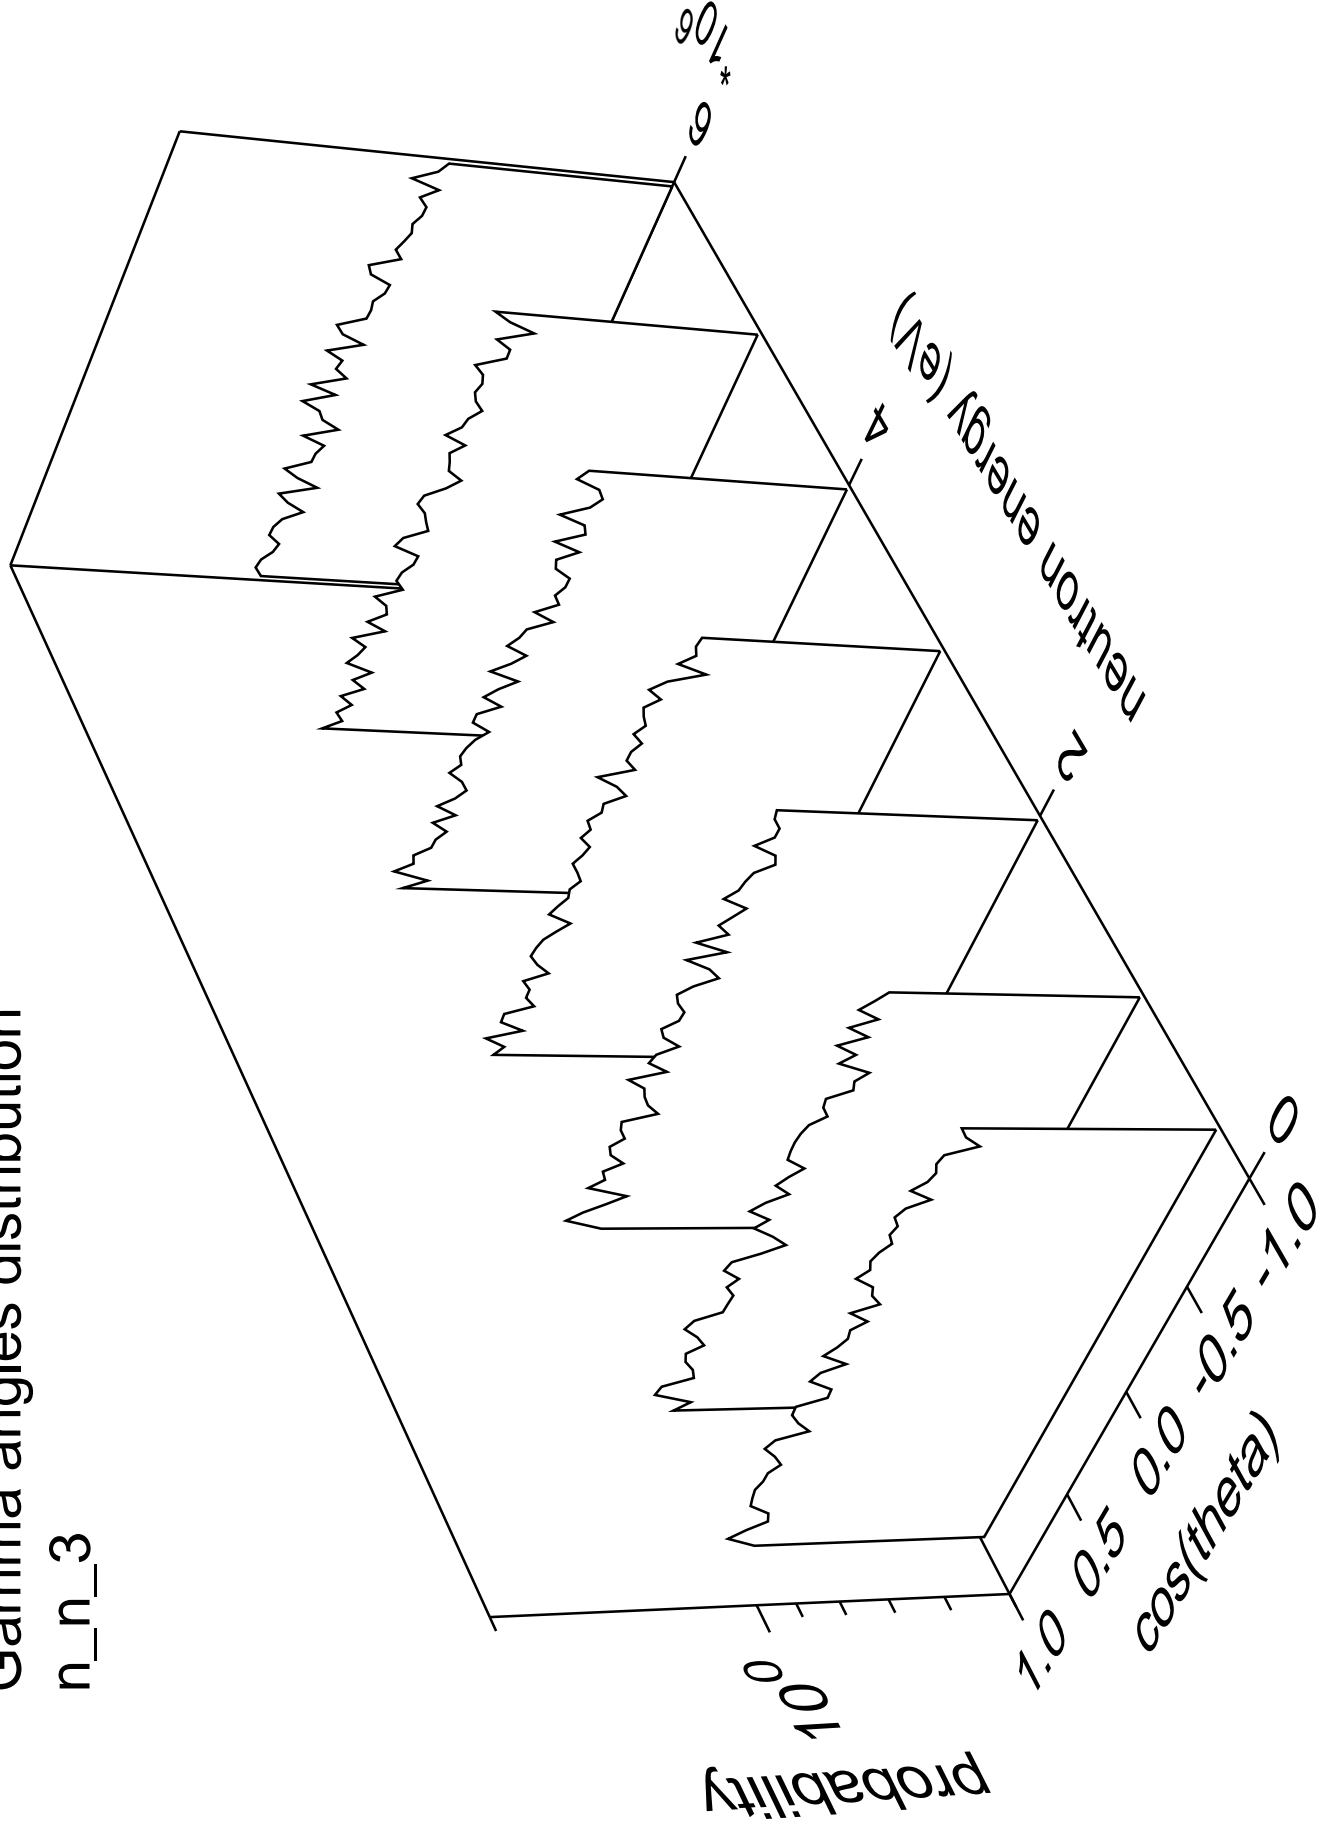 Gamma angles distribution
n_n_3
probability
10⁰
1.0
0.5
0.0
-0.5
-1.0
cos(theta)
0
2
4
6
*10⁶
neutron energy (eV)